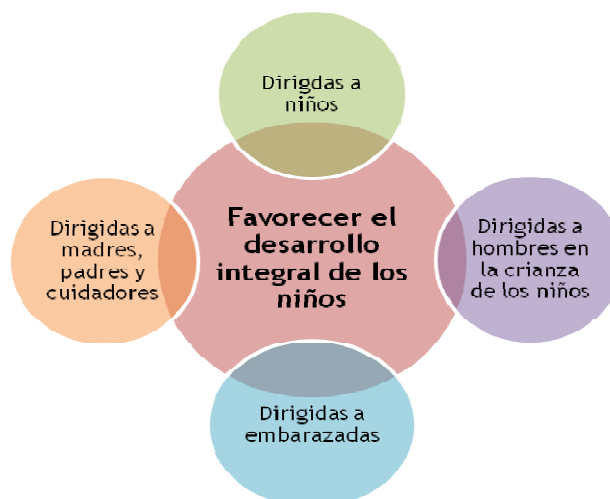 Dirigdas a
niños
Favorecer el
desarrollo
integral de los
niños
Dirigidas a
madres,
padres y
cuidadores
Dirigidas a
hombres en
la crianza
de los niños
Dirigidas a
embarazadas